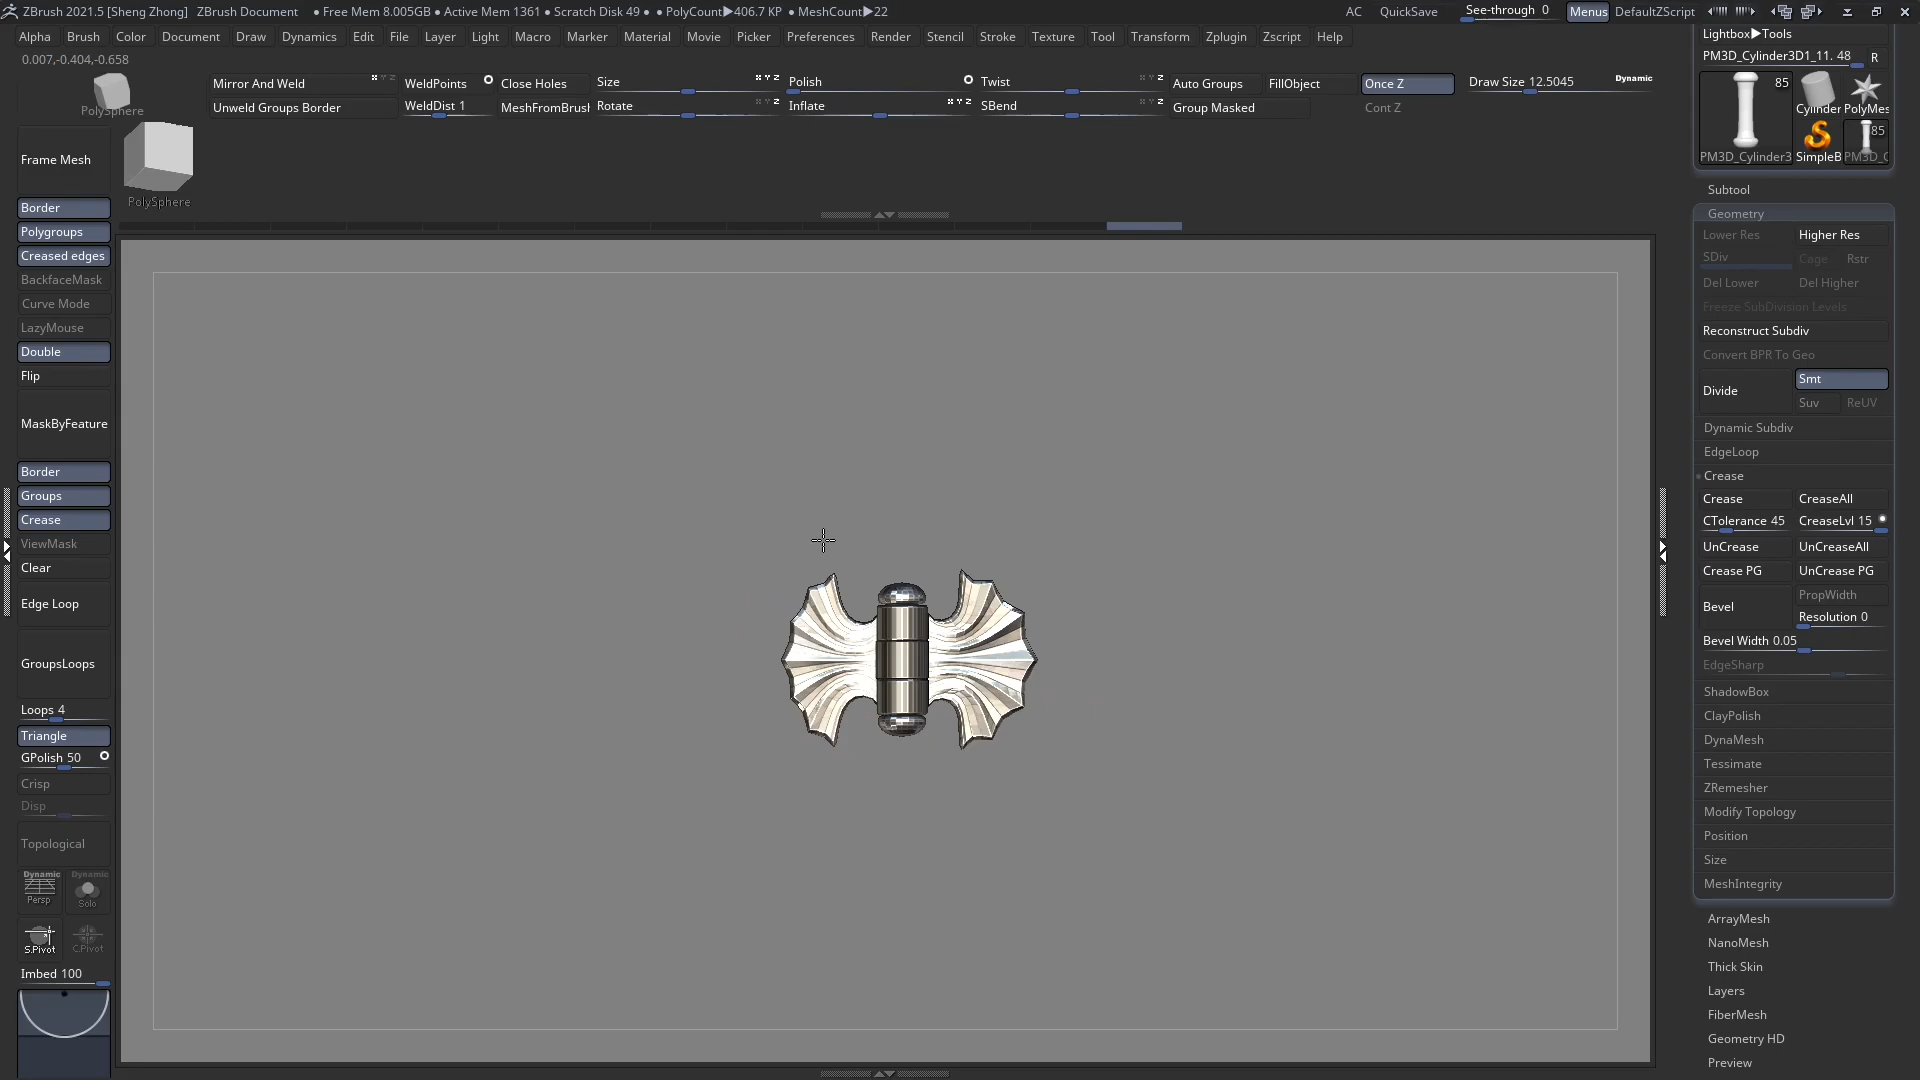 ZBrush 2021.5 [Sheng Zhong] ZBrush Document • Free Mem 8.005GB • Active Mem 1361 • Scratch Disk 49 • • PolyCount▶406.7 KP • MeshCount▶22 AC QuickSave See-through 0 Menus DefaultZScript
Alpha Brush Color Document Draw Dynamics Edit File Layer Light Macro Marker Material Movie Picker Preferences Render Stencil Stroke Texture Tool Transform Zplugin Zscript Help
0.007,-0.404,-0.658
PolySphere
Mirror And Weld WeldPoints Close Holes Size Polish Twist Auto Groups FillObject Once Z Draw Size 12.5045 Dynamic
Unweld Groups Border WeldDist 1 MeshFromBrush Rotate Inflate SBend Group Masked Cont Z
PolySphere
Frame Mesh
Border
Polygroups
Creased edges
BackfaceMask
Curve Mode
LazyMouse
Double
Flip
MaskByFeature
Border
Groups
Crease
ViewMask
Clear
Edge Loop
GroupsLoops
Loops 4
Triangle
GPolish 50
Crisp
Disp
Topological
Dynamic Dynamic
Persp Solo
S.Pivot C.Pivot
Imbed 100
Lightbox▶Tools
PM3D_Cylinder3D1_11. 48 R
85
Cylinder PolyMes
85
PM3D_Cylinder3 SimpleB PM3D_C
Subtool
Geometry
Lower Res Higher Res
SDiv Cage Rstr
Del Lower Del Higher
Freeze SubDivision Levels
Reconstruct Subdiv
Convert BPR To Geo
Divide Smt
Suv ReUV
Dynamic Subdiv
EdgeLoop
Crease
Crease CreaseAll
CTolerance 45 CreaseLvl 15
UnCrease UnCreaseAll
Crease PG UnCrease PG
Bevel PropWidth
Resolution 0
Bevel Width 0.05
EdgeSharp
ShadowBox
ClayPolish
DynaMesh
Tessimate
ZRemesher
Modify Topology
Position
Size
MeshIntegrity
ArrayMesh
NanoMesh
Thick Skin
Layers
FiberMesh
Geometry HD
Preview